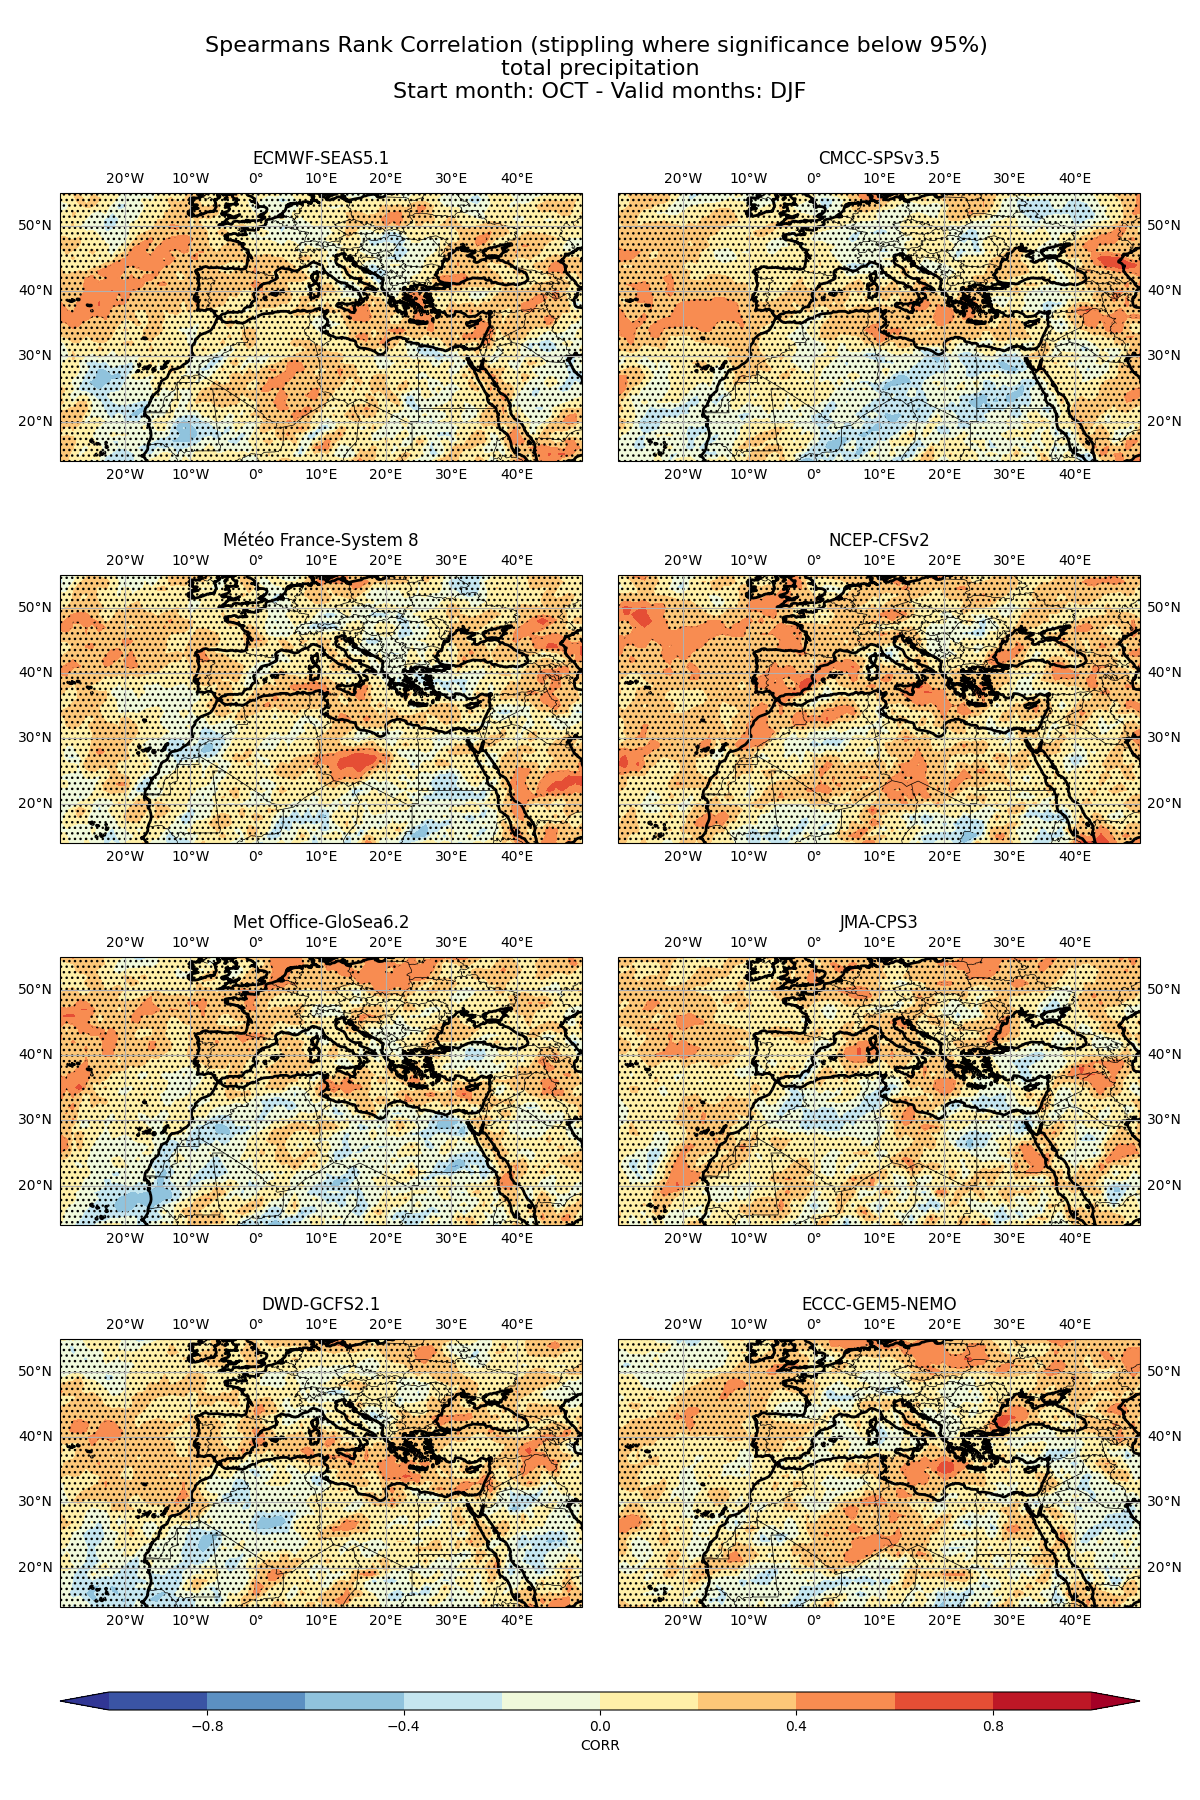 Spearmans Rank Correlation (stippling where significance below 95%)
total precipitation
Start month: OCT - Valid months: DJF
ECMWF-SEAS5.1
20°W 10°W 0° 10°E 20°E 30°E 40°E
50°N
40°N
30°N
20°N
20°W 10°W 0° 10°E 20°E 30°E 40°E
CMCC-SPSv3.5
20°W 10°W 0° 10°E 20°E 30°E 40°E
50°N
40°N
30°N
20°N
20°W 10°W 0° 10°E 20°E 30°E 40°E
Météo France-System 8
20°W 10°W 0° 10°E 20°E 30°E 40°E
50°N
40°N
30°N
20°N
20°W 10°W 0° 10°E 20°E 30°E 40°E
NCEP-CFSv2
20°W 10°W 0° 10°E 20°E 30°E 40°E
50°N
40°N
30°N
20°N
20°W 10°W 0° 10°E 20°E 30°E 40°E
Met Office-GloSea6.2
20°W 10°W 0° 10°E 20°E 30°E 40°E
50°N
40°N
30°N
20°N
20°W 10°W 0° 10°E 20°E 30°E 40°E
JMA-CPS3
20°W 10°W 0° 10°E 20°E 30°E 40°E
50°N
40°N
30°N
20°N
20°W 10°W 0° 10°E 20°E 30°E 40°E
DWD-GCFS2.1
20°W 10°W 0° 10°E 20°E 30°E 40°E
50°N
40°N
30°N
20°N
20°W 10°W 0° 10°E 20°E 30°E 40°E
ECCC-GEM5-NEMO
20°W 10°W 0° 10°E 20°E 30°E 40°E
50°N
40°N
30°N
20°N
20°W 10°W 0° 10°E 20°E 30°E 40°E
−0.8 −0.4 0.0 0.4 0.8
CORR